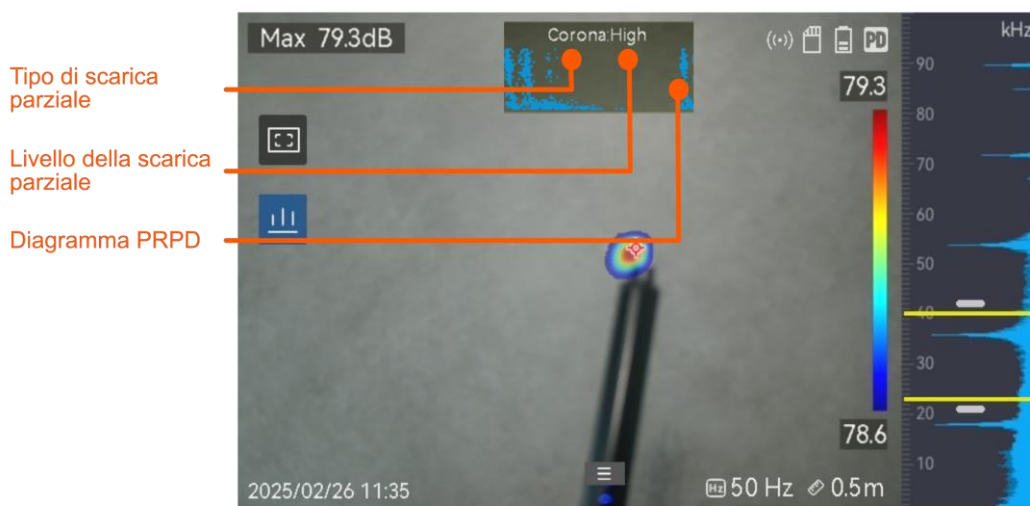 Max 79.3dB
Corona:High
PD
kHz
79.3
Tipo di scarica
parziale
Livello della scarica
parziale
Diagramma PRPD
90
80
70
60
50
40
30
20
10
78.6
2025/02/26 11:35
Hz 50 Hz
0.5m